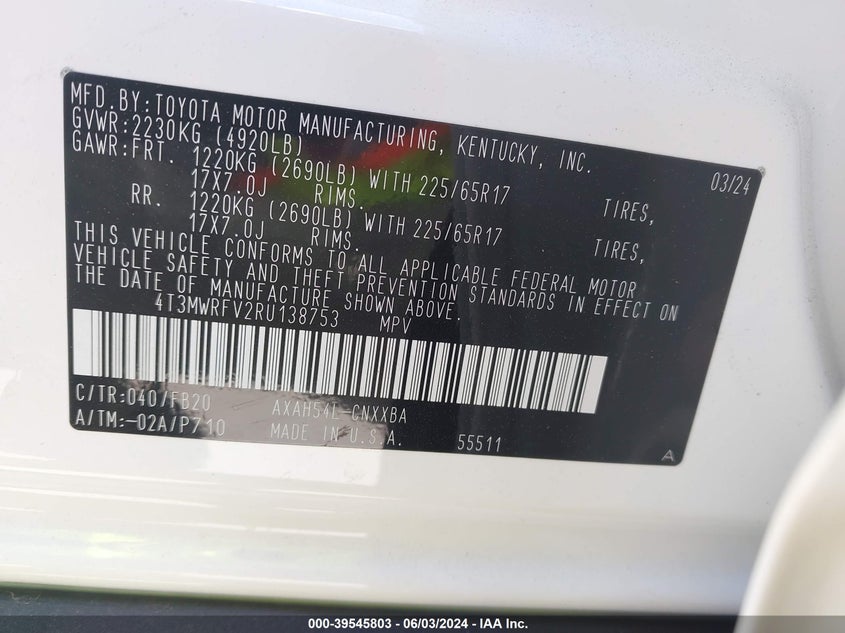 MFD.BY:TOYOTA MOTOR MANUFACTURING, KENTUCKY, INC. 03/24
GVWR:2230KG (4920LB)
GAWR:FRT. 1220KG (2690LB) WITH 225/65R17 TIRES,
17X7.0J RIMS.
RR. 1220KG (2690LB) WITH 225/65R17 TIRES,
17X7.0J RIMS.
THIS VEHICLE CONFORMS TO ALL APPLICABLE FEDERAL MOTOR
VEHICLE SAFETY AND THEFT PREVENTION STANDARDS IN EFFECT ON
THE DATE OF MANUFACTURE SHOWN ABOVE.
4T3MWRFV2RU138753 MPV
C/TR:040/FB20 AXAH54L-CNXXBA
A/TM:-02A/P710 MADE IN U.S.A. 55511 A
000-39545803 - 06/03/2024 - IAA Inc.